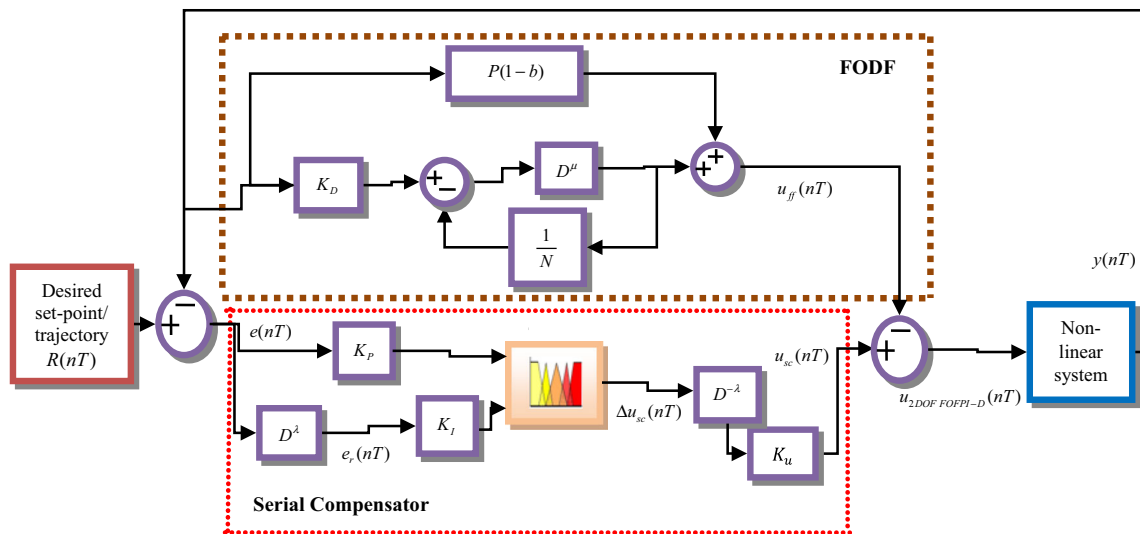 P(1−b)
FODF
K_D
+
−
D^μ
+
+
u_ff(nT)
1/N
y(nT)
Desired
set-point/
trajectory
R(nT)
−
+
e(nT)
K_P
u_sc(nT)
−
+
Non-
linear
system
D^λ
e_r(nT)
K_I
Δu_sc(nT)
D^−λ
u_2DOF FOFPI−D(nT)
K_u
Serial Compensator